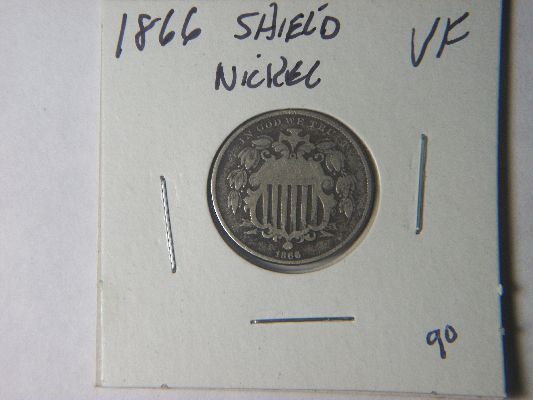 1866 SHIELD VF
NICKEL
IN GOD WE TRUST
1866
90